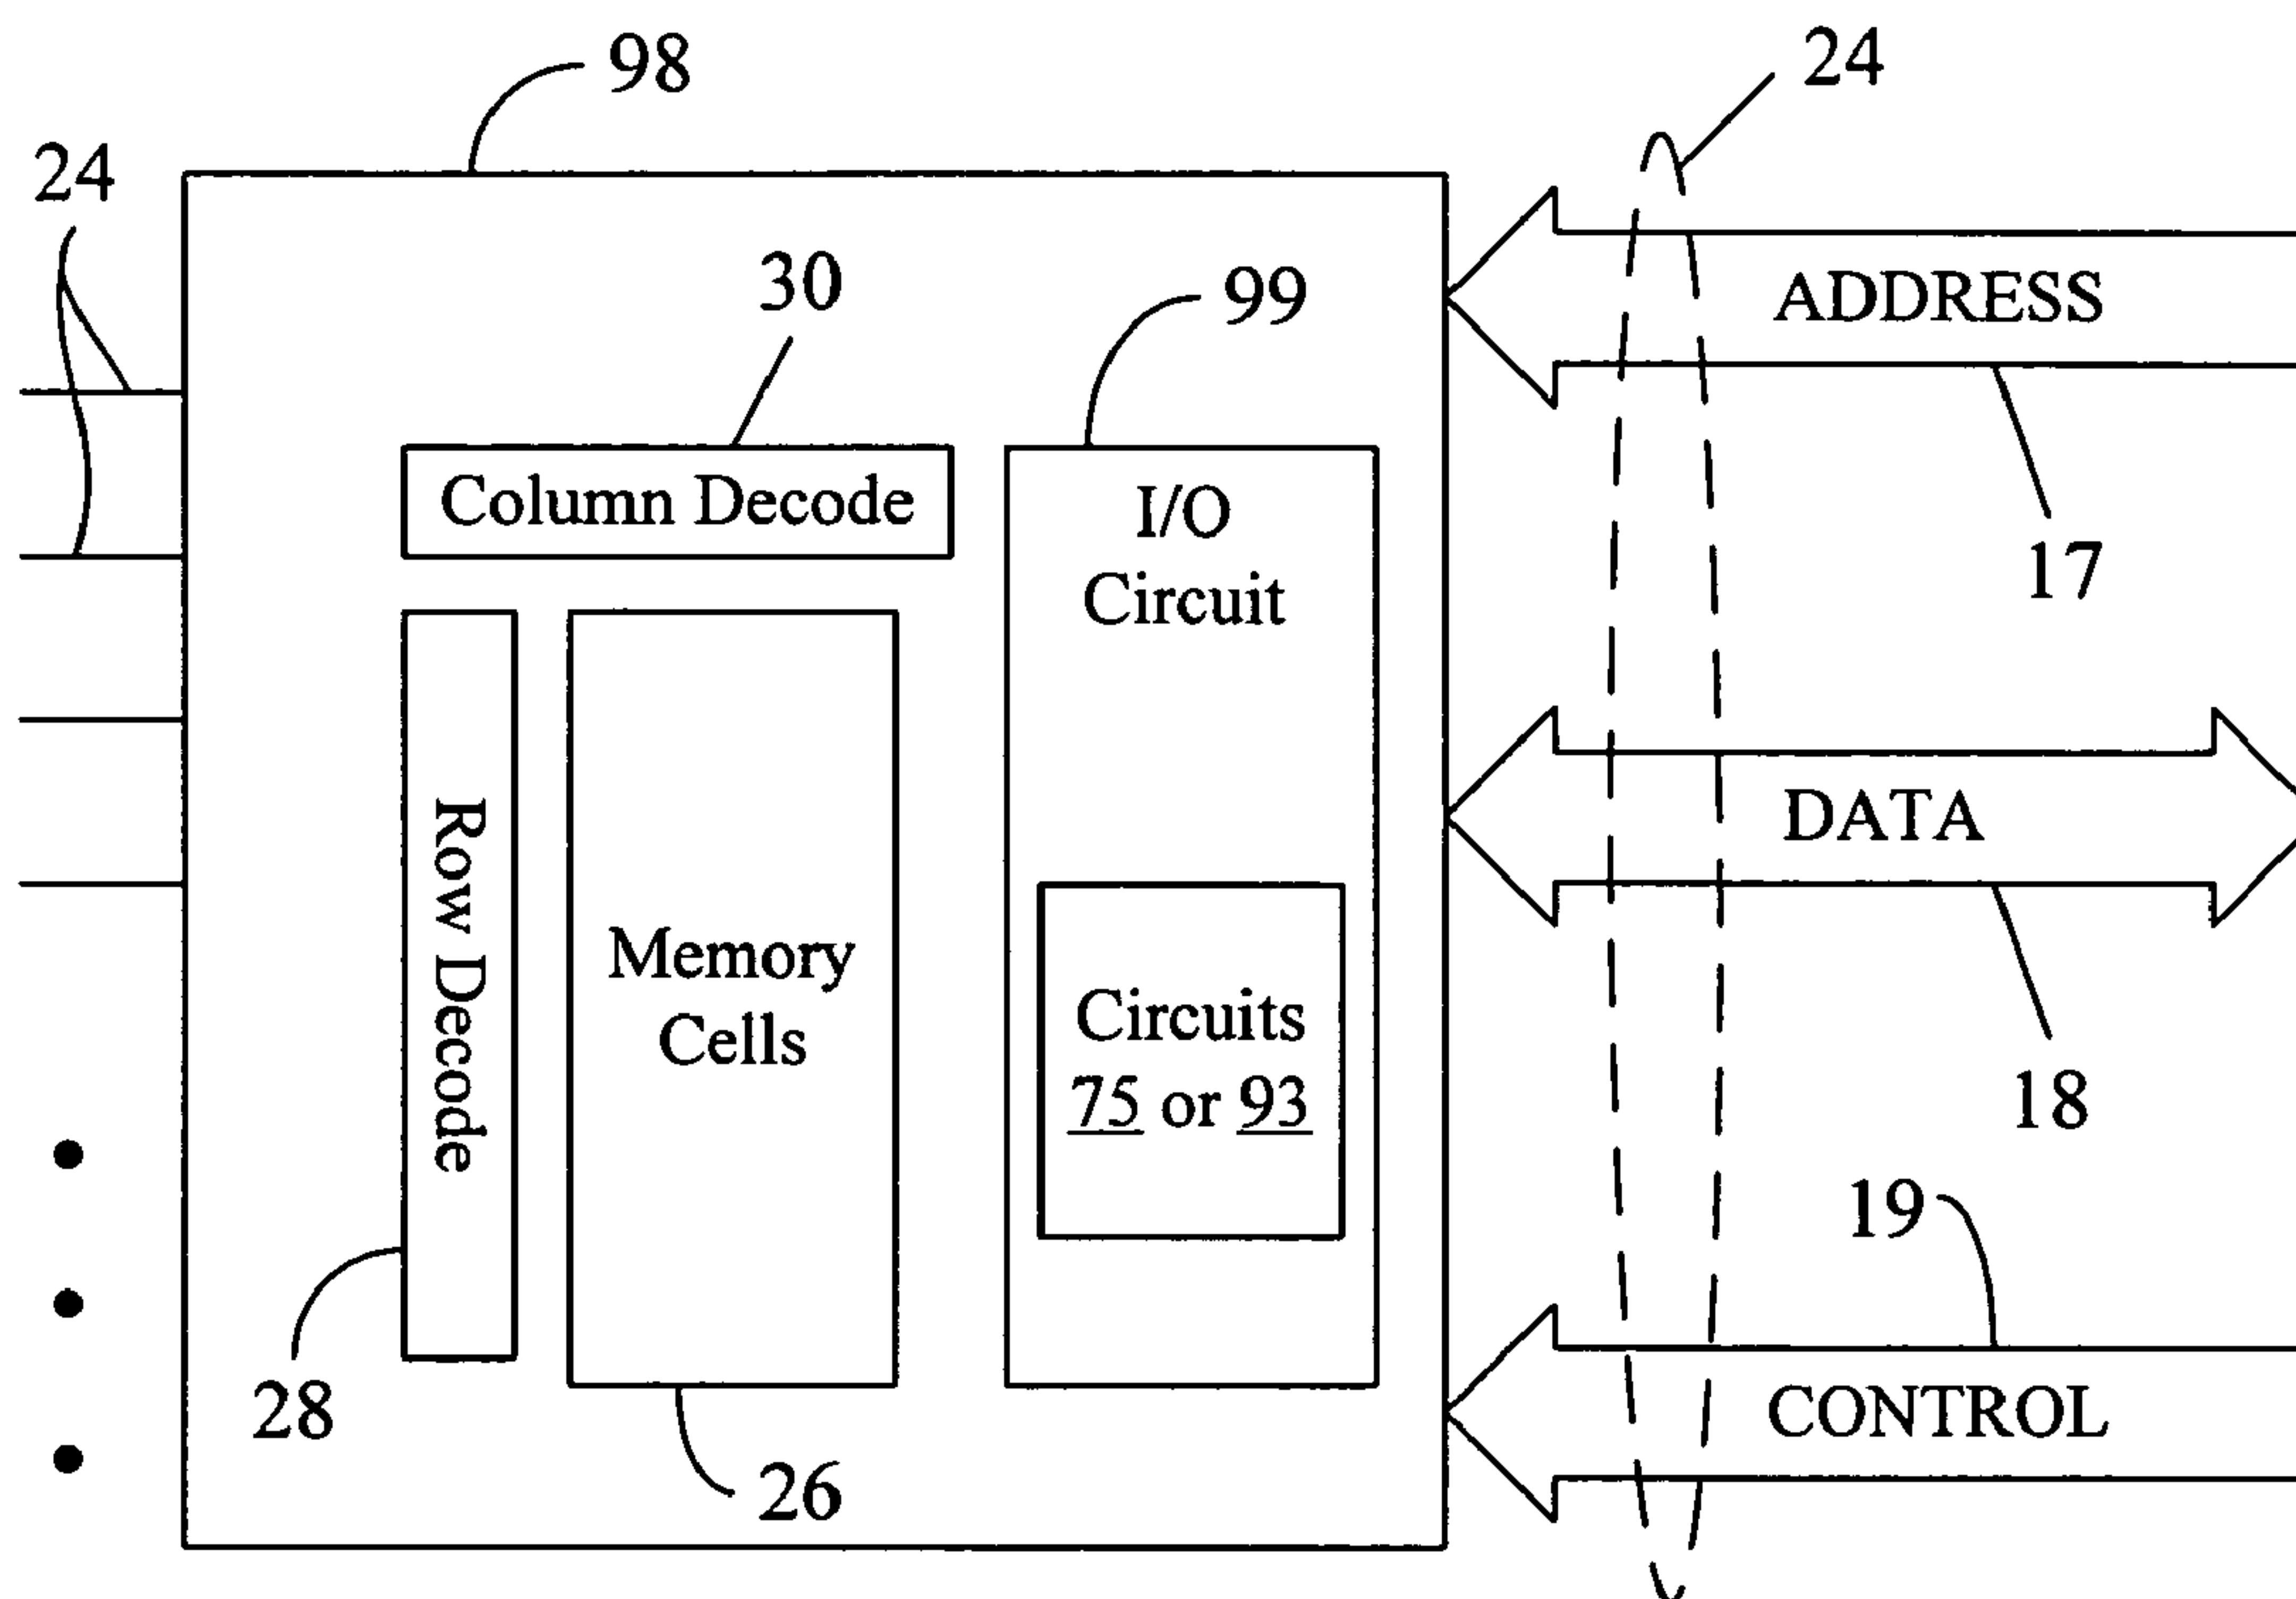 98
24
24
ADDRESS
30
99
17
Column Decode
I/O
Circuit
Row Decode
Memory
Cells
DATA
Circuits
75 or 93
18
19
28
CONTROL
26